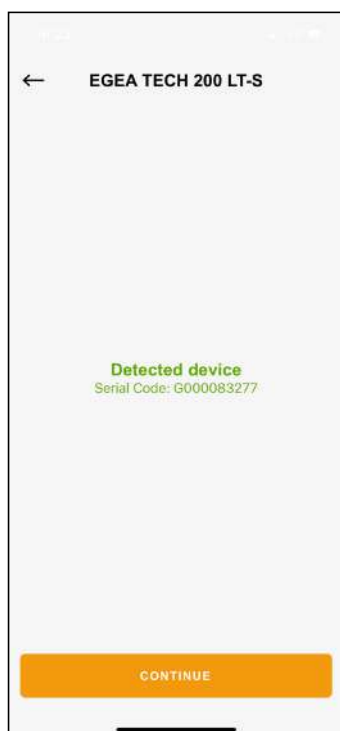 EGEA TECH 200 LT-S
Detected device
Serial Code: G000083277
CONTINUE